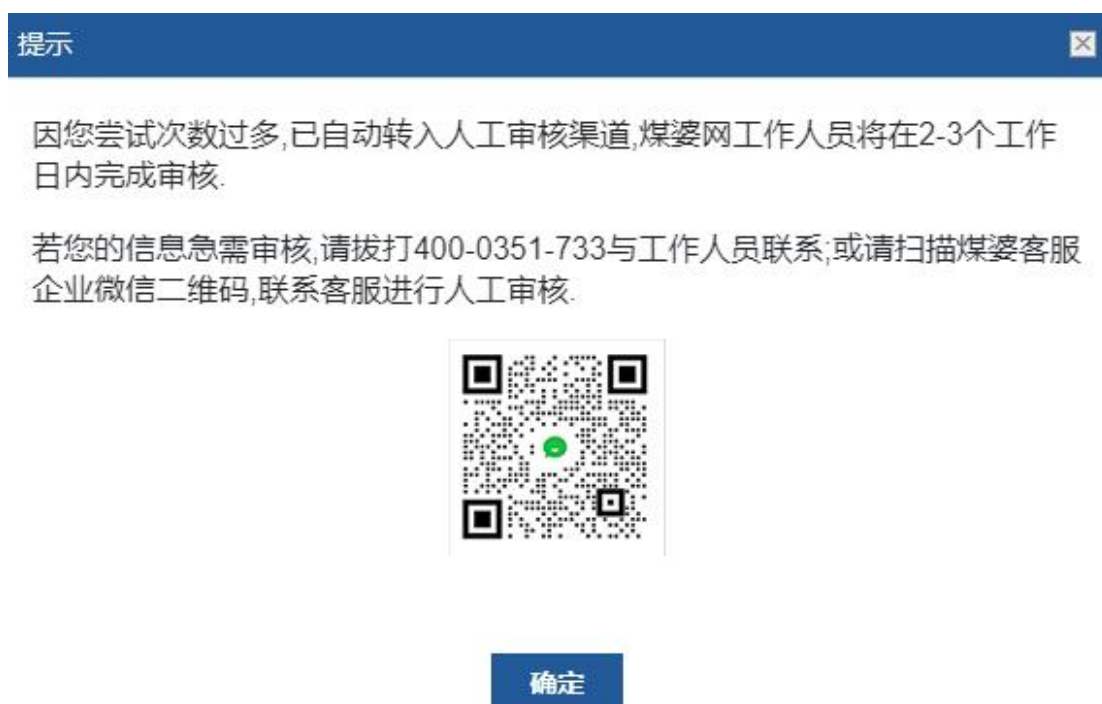 提示
因您尝试次数过多,已自动转入人工审核渠道,煤婆网工作人员将在2-3个工作
日内完成审核.
若您的信息急需审核,请拔打400-0351-733与工作人员联系;或请扫描煤婆客服
企业微信二维码,联系客服进行人工审核.
确定